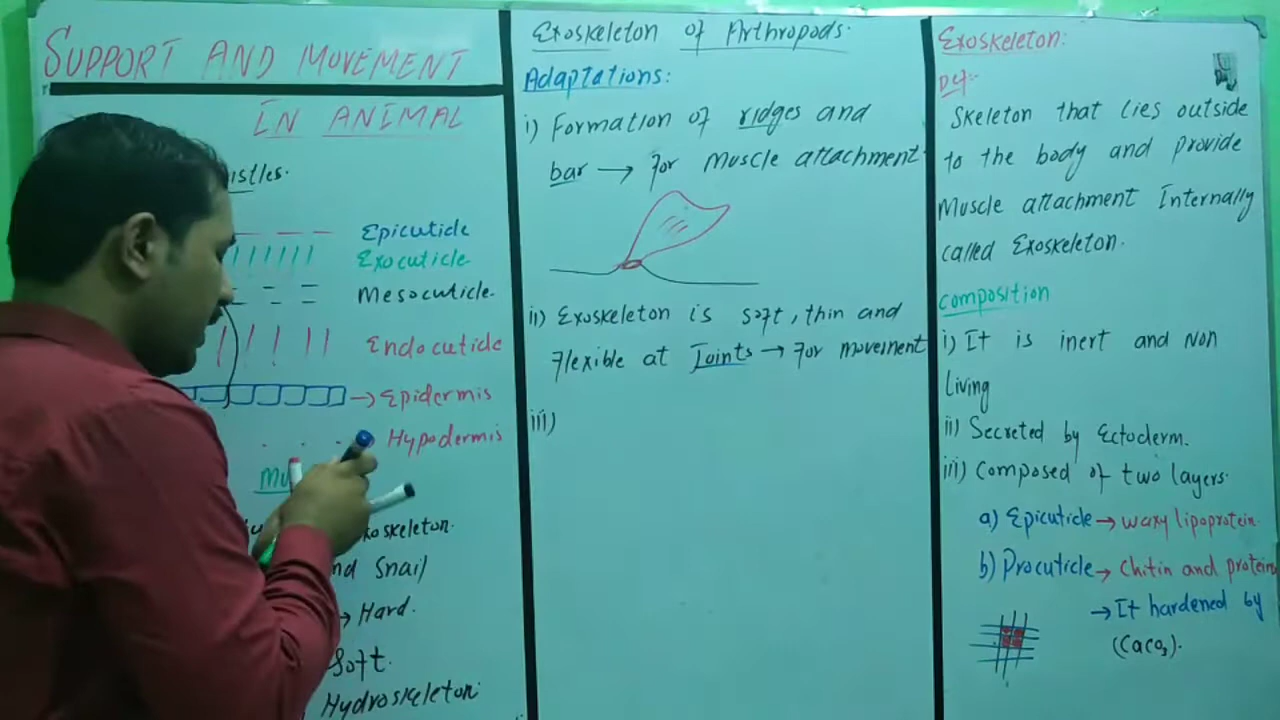 SUPPORT AND MOVEMENT
IN ANIMAL
Epicuticle
Exocuticle
Mesocuticle.
Endocuticle
→ Epidermis
Hypodermis
Snail
→ Hard.
Soft.
Hydroskeleton
Exoskeleton of Arthropods.
Adaptations:
i) Formation of ridges and
bar → For Muscle attachment.
ii) Exoskeleton is soft, thin and
Flexible at Joints → For movement
iii)
Exoskeleton:
Def:-
Skeleton that lies outside
to the body and provide
Muscle attachment Internally
called Exoskeleton.
composition
i) It is inert and Non
Living
ii) Secreted by Ectoderm.
iii) Composed of two layers.
a) Epicuticle → waxy lipoprotein.
b) Procuticle → Chitin and protein
→ It hardened by
(CaCO3).